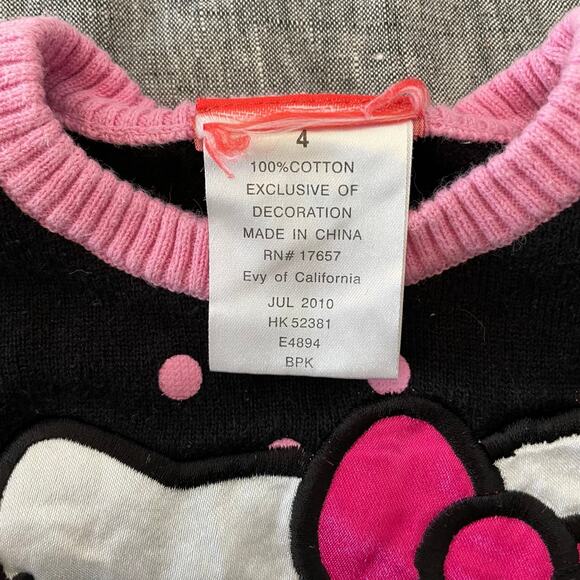 4
100%COTTON
EXCLUSIVE OF
DECORATION
MADE IN CHINA
RN# 17657
Evy of California
JUL 2010
HK 52381
E4894
BPK